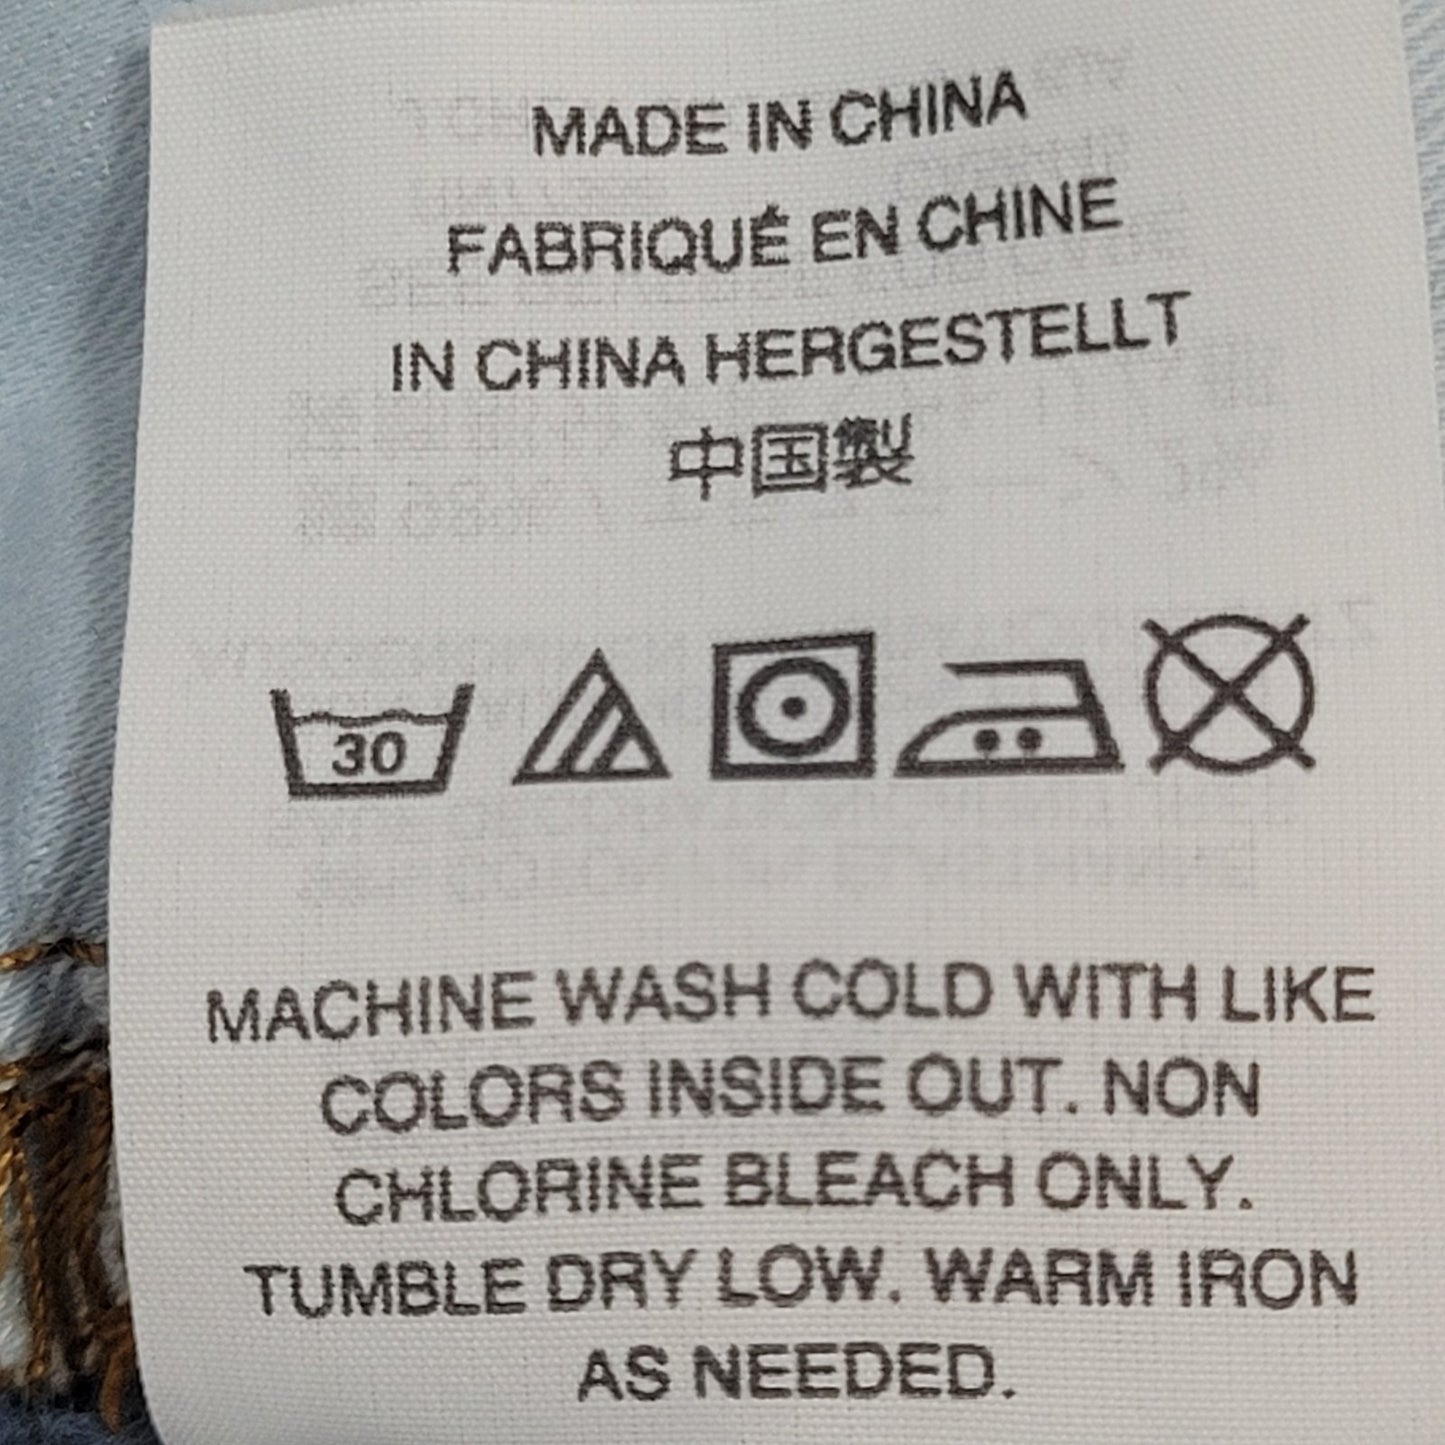 MADE IN CHINA
FABRIQUÉ EN CHINE
IN CHINA HERGESTELLT
中国製
30
MACHINE WASH COLD WITH LIKE
COLORS INSIDE OUT. NON
CHLORINE BLEACH ONLY.
TUMBLE DRY LOW. WARM IRON
AS NEEDED.